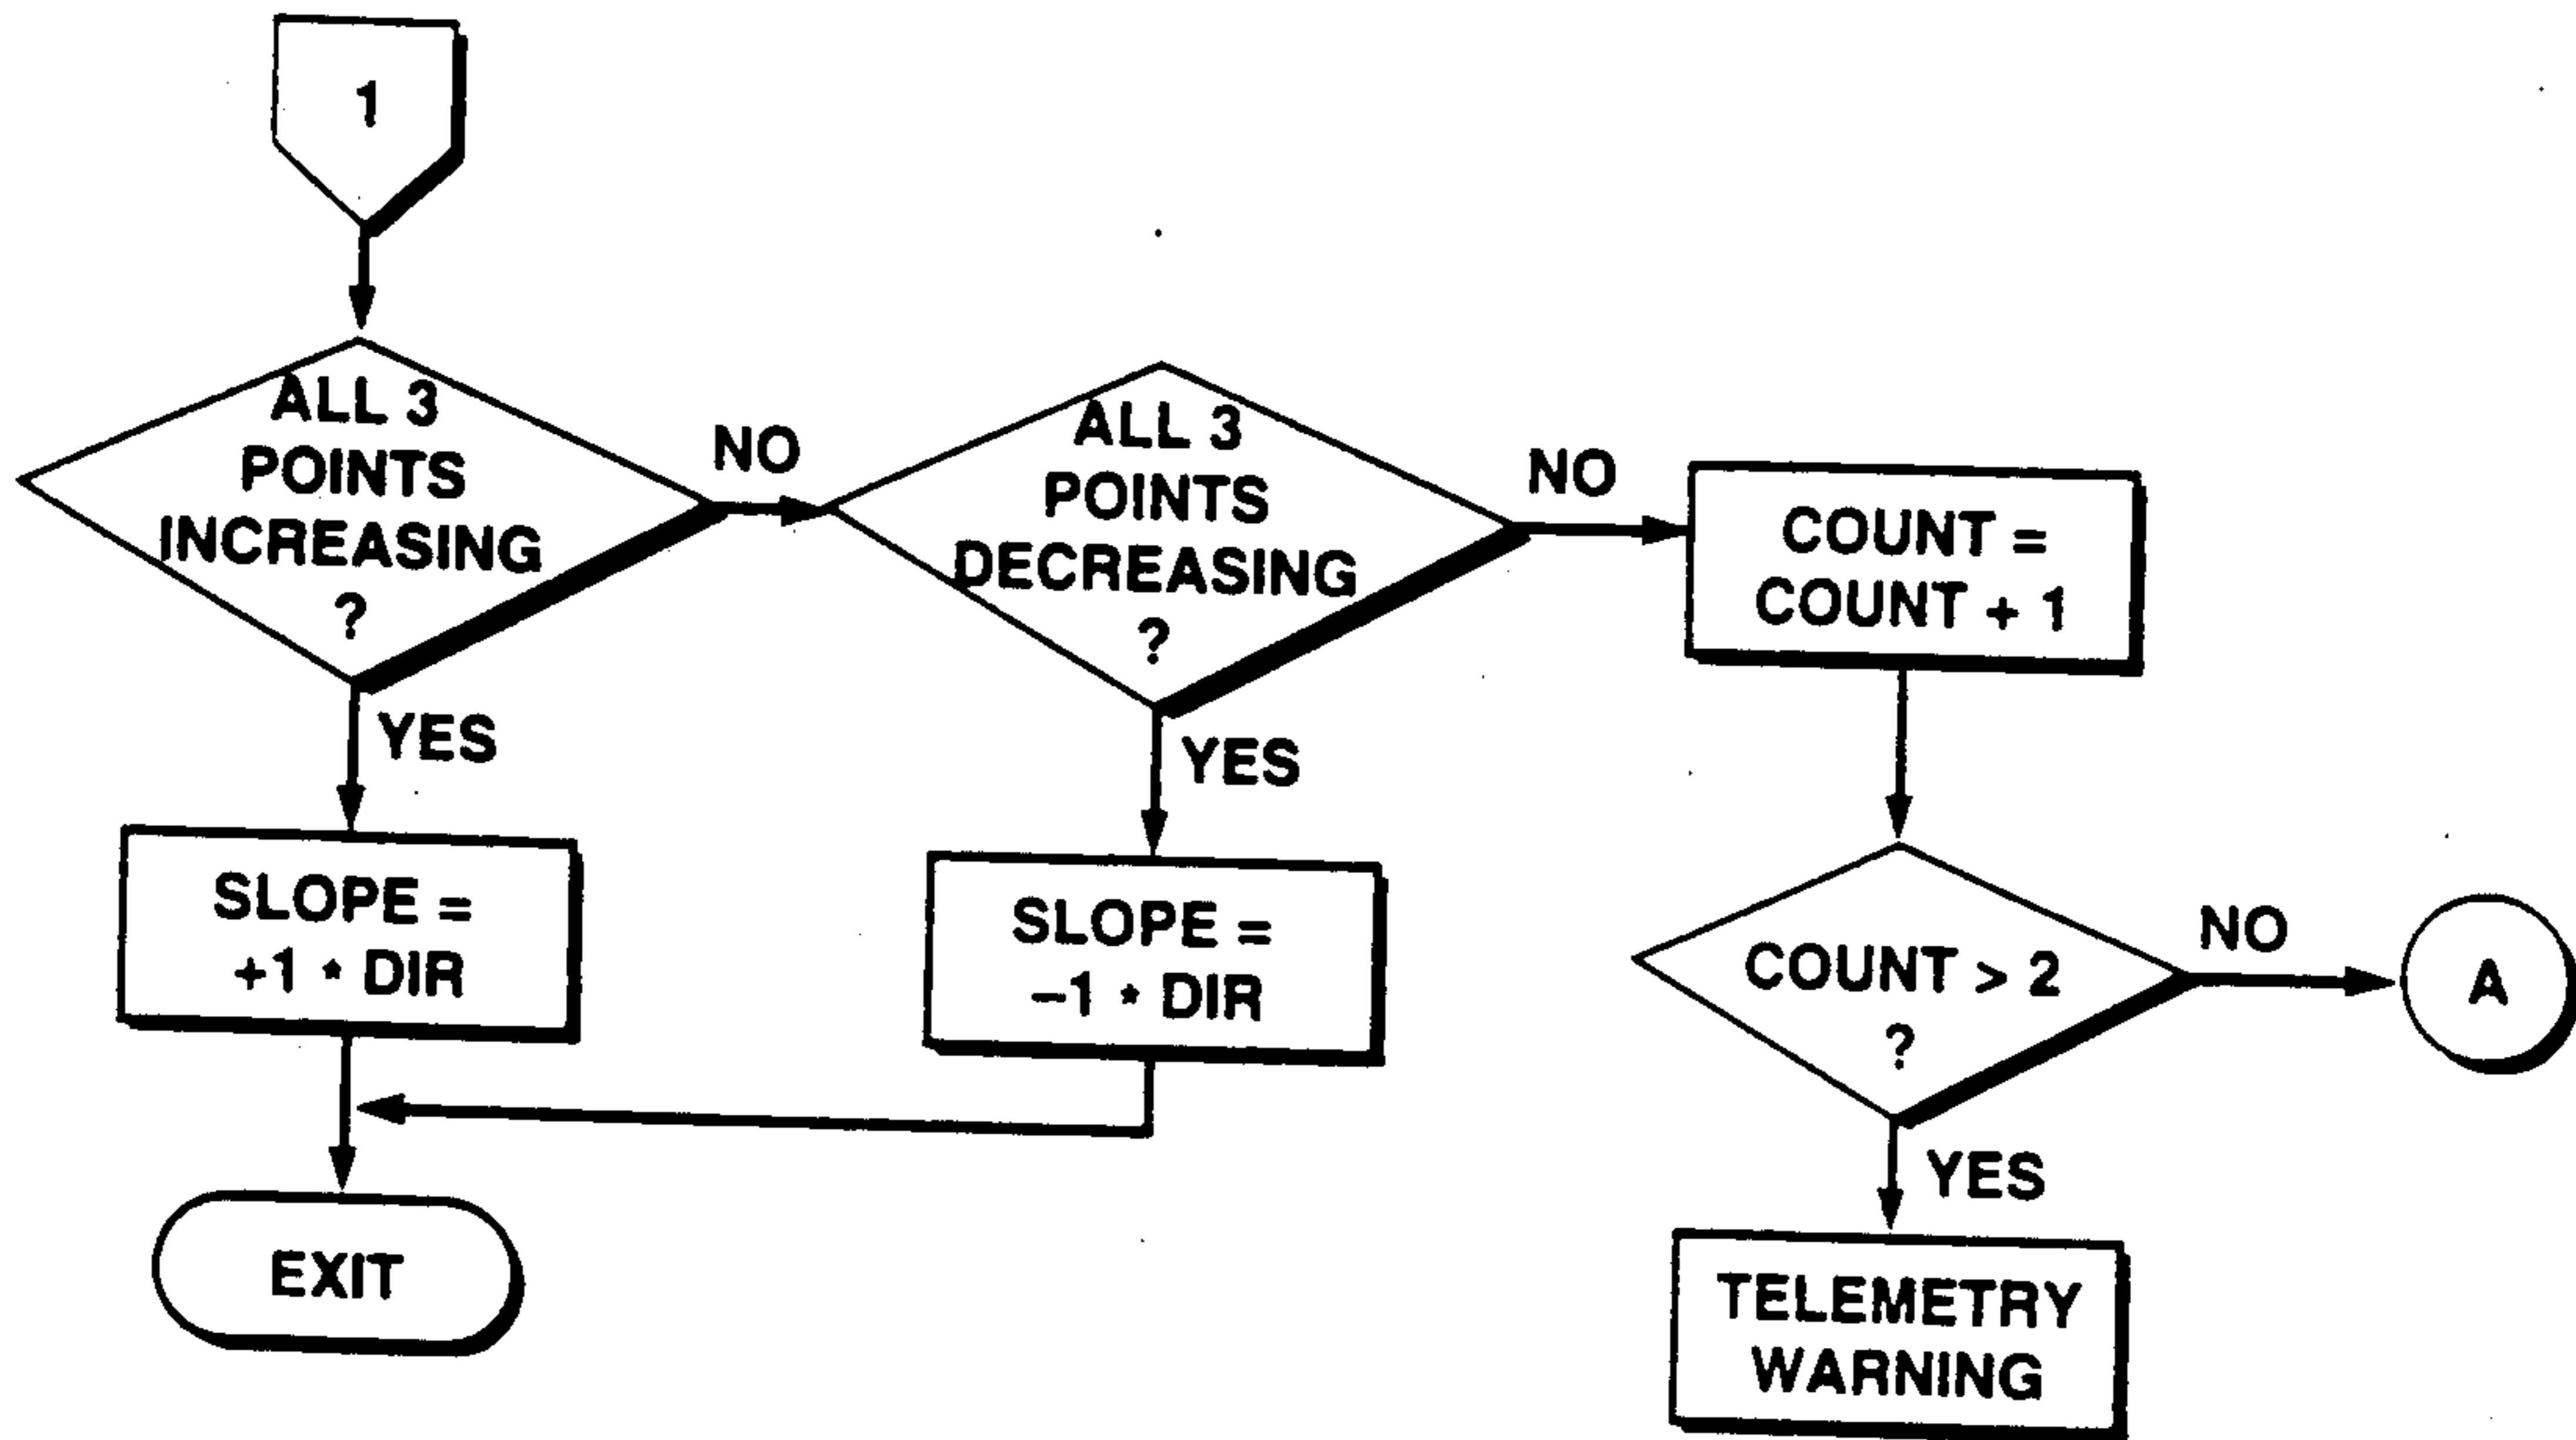 1
ALL 3
POINTS
INCREASING
?
NO
ALL 3
POINTS
DECREASING
?
NO
COUNT =
COUNT + 1
YES
YES
SLOPE =
+1 * DIR
SLOPE =
–1 * DIR
COUNT > 2
?
NO
A
YES
EXIT
TELEMETRY
WARNING